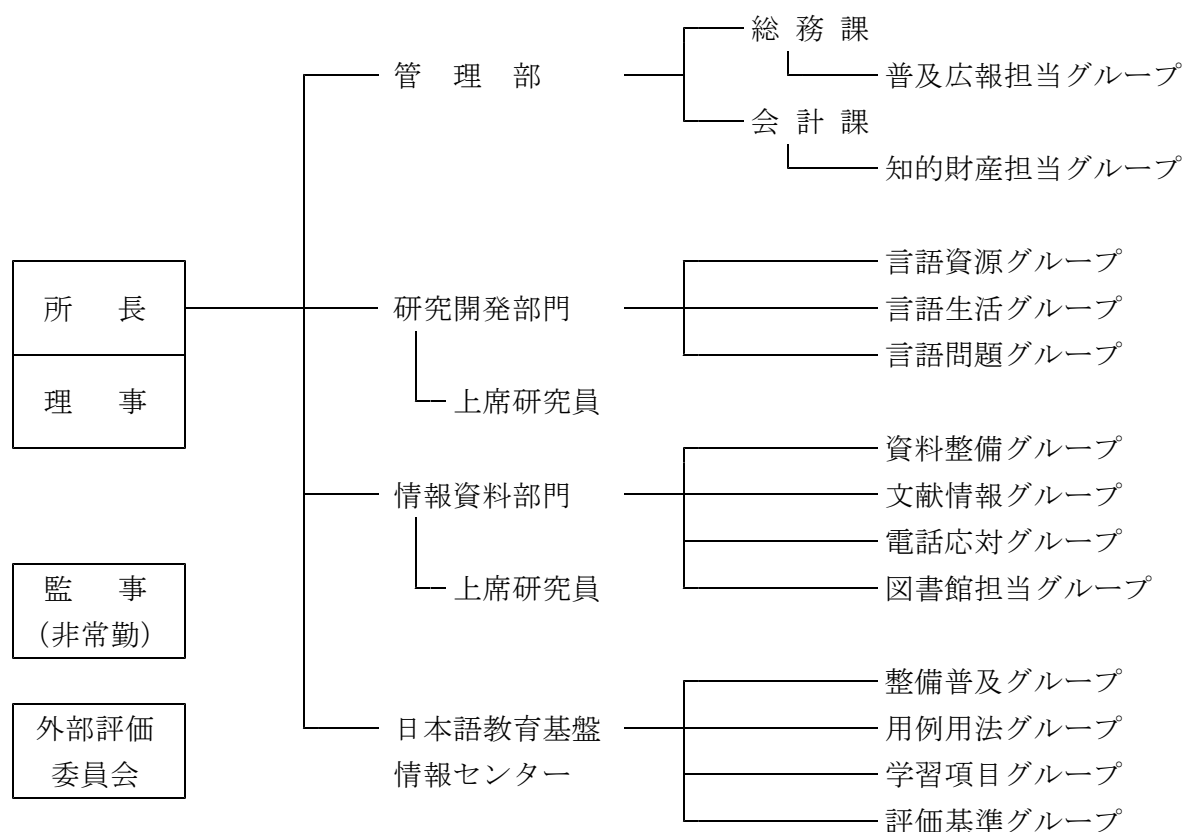 総 務 課
管 理 部
普及広報担当グループ
会 計 課
知的財産担当グループ
所 長
理 事
研究開発部門
上席研究員
言語資源グループ
言語生活グループ
言語問題グループ
情報資料部門
上席研究員
資料整備グループ
文献情報グループ
電話応対グループ
図書館担当グループ
監 事
(非常勤)
外部評価
委員会
日本語教育基盤
情報センター
整備普及グループ
用例用法グループ
学習項目グループ
評価基準グループ